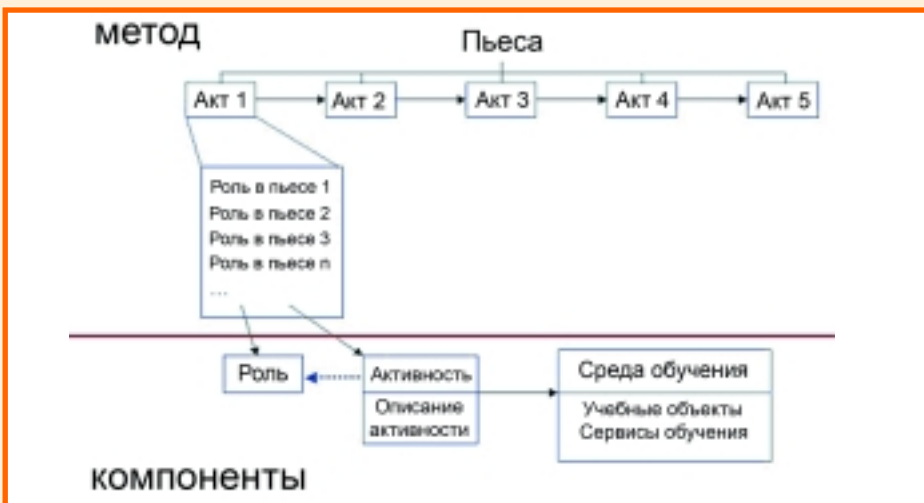 метод
Пьеса
Акт 1
Акт 2
Акт 3
Акт 4
Акт 5
Роль в пьесе 1
Роль в пьесе 2
Роль в пьесе 3
Роль в пьесе n
...
Роль
Активность
Описание
активности
Среда обучения
Учебные объекты
Сервисы обучения
компоненты